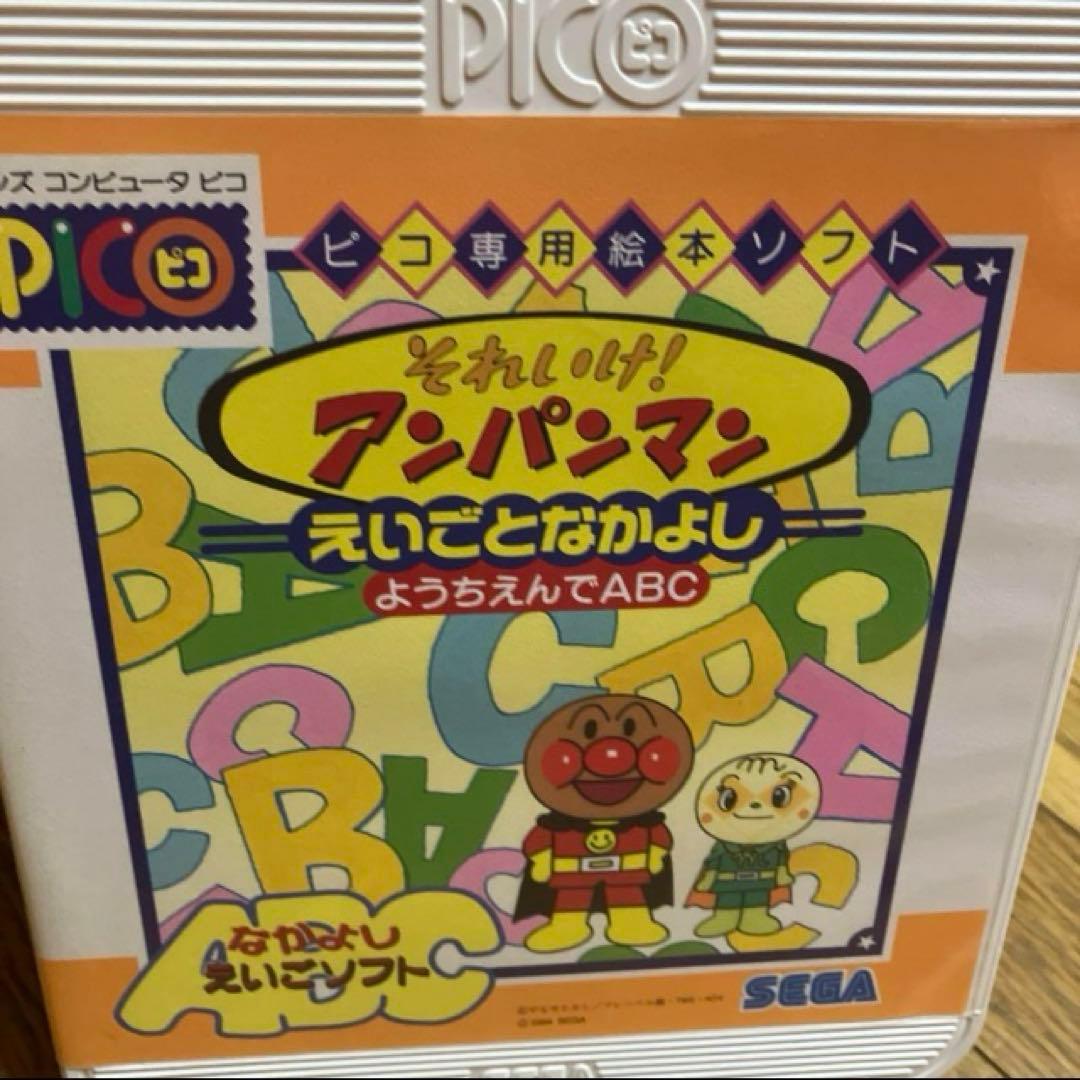 PICO ピコ
ッズ コンピュータ ピコ
PICO ピコ
ピコ専用絵本ソフト
それいけ!
アンパンマン
えいごとなかよし
ようちえんでABC
ABC
なかよし
えいごソフト
SEGA